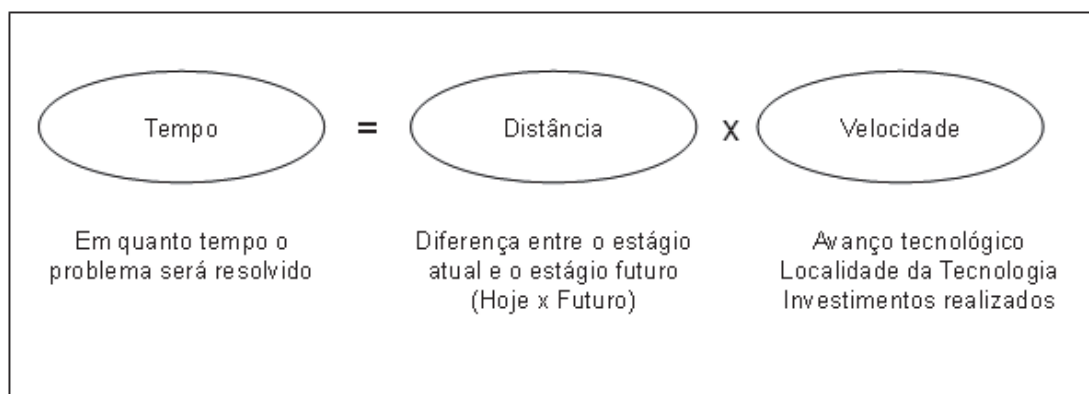 Tempo = Distância x Velocidade
Em quanto tempo o
problema será resolvido
Diferença entre o estágio
atual e o estágio futuro
(Hoje x Futuro)
Avanço tecnológico
Localidade da Tecnologia
Investimentos realizados